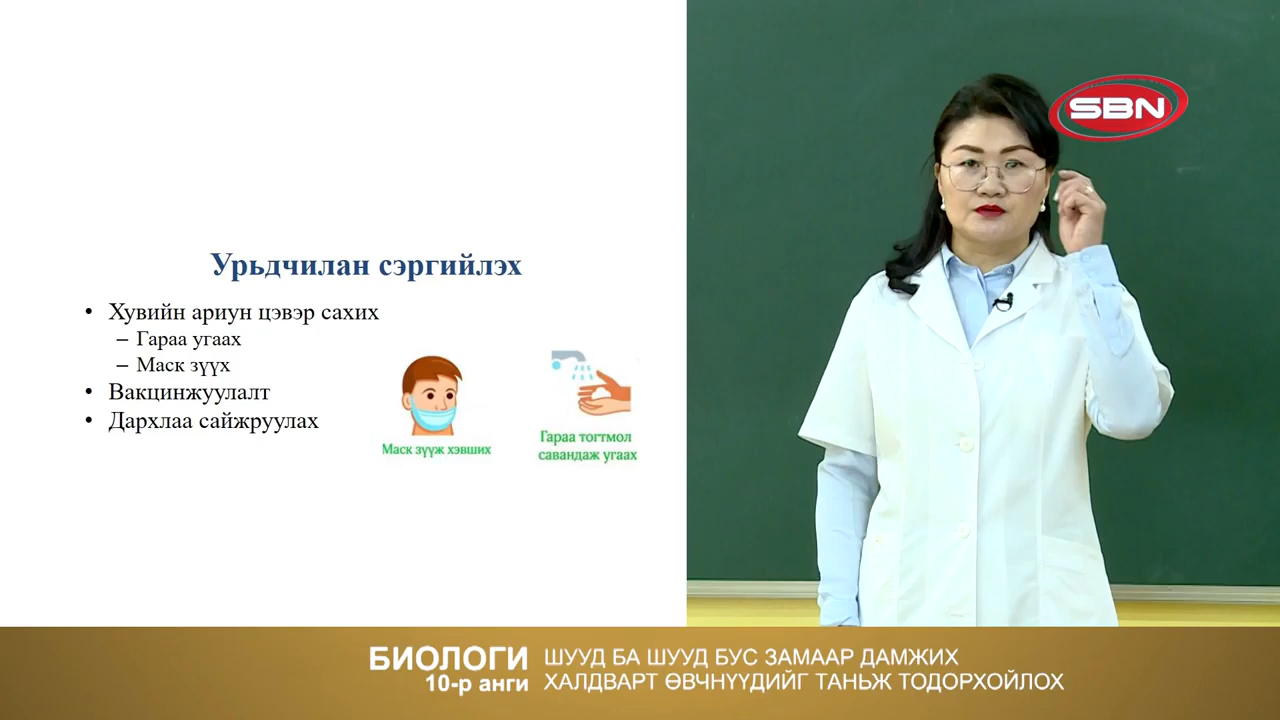 Урьдчилан сэргийлэх
• Хувийн ариун цэвэр сахих
– Гараа угаах
– Маск зүүх
• Вакцинжуулалт
• Дархлаа сайжруулах
Маск зүүж хэвших
Гараа тогтмол
савандаж угаах
SBN
БИОЛОГИ
10-р анги
ШУУД БА ШУУД БУС ЗАМААР ДАМЖИХ
ХАЛДВАРТ ӨВЧНҮҮДИЙГ ТАНЬЖ ТОДОРХОЙЛОХ